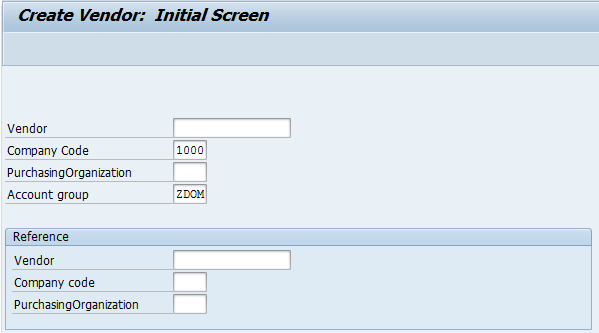 Create Vendor: Initial Screen
Vendor
Company Code 1000
PurchasingOrganization
Account group ZDOM
Reference
Vendor
Company code
PurchasingOrganization